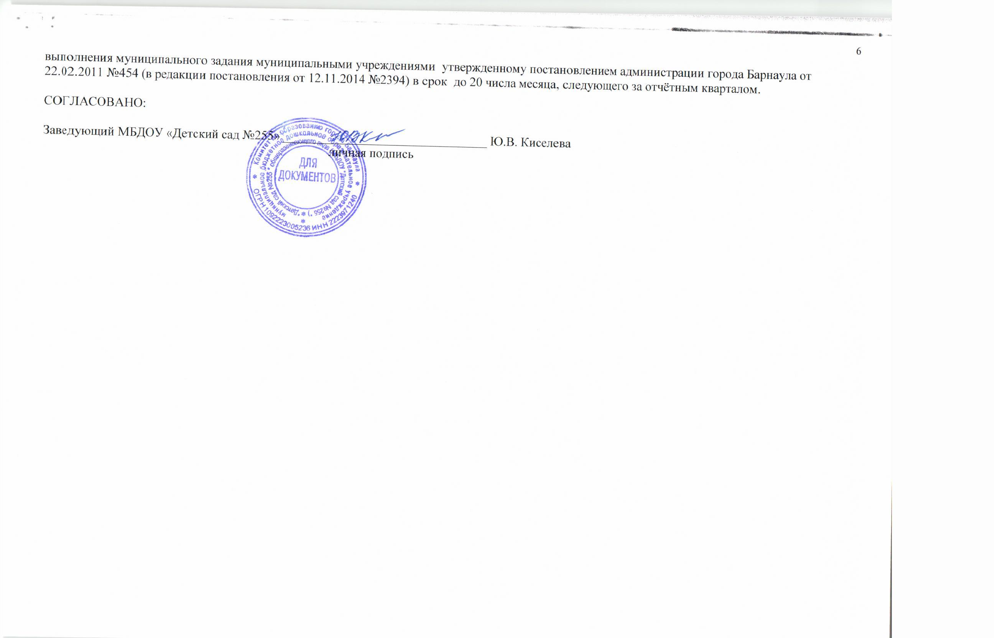 6
выполнения муниципального задания муниципальными учреждениями утвержденному постановлением администрации города Барнаула от
22.02.2011 №454 (в редакции постановления от 12.11.2014 №2394) в срок до 20 числа месяца, следующего за отчётным кварталом.
СОГЛАСОВАНО:
Заведующий МБДОУ «Детский сад №255» Ю.В. Киселева
личная подпись
Комитет по образованию города Барнаула
ОГРН 1092223005236 ИНН 2223971240
муниципальное бюджетное дошкольное образовательное учреждение
"Детский сад №255" общеразвивающего вида (МБДОУ "Детский сад №255")
ДЛЯ
ДОКУМЕНТОВ